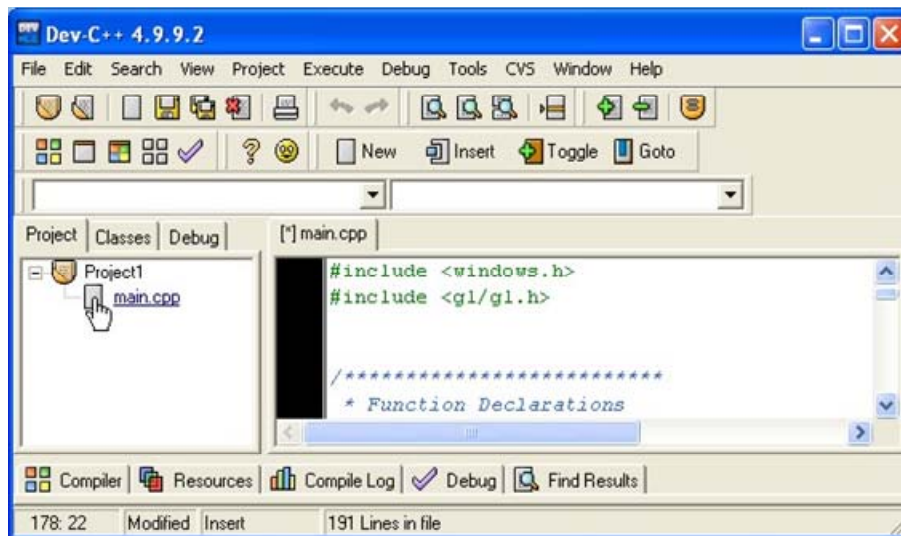 Dev-C++ 4.9.9.2
File Edit Search View Project Execute Debug Tools CVS Window Help
New Insert Toggle Goto
Project Classes Debug [*] main.cpp
Project1
main.cpp
#include <windows.h>
#include <gl/gl.h>
/**************************
* Function Declarations
Compiler Resources Compile Log Debug Find Results
178: 22 Modified Insert 191 Lines in file